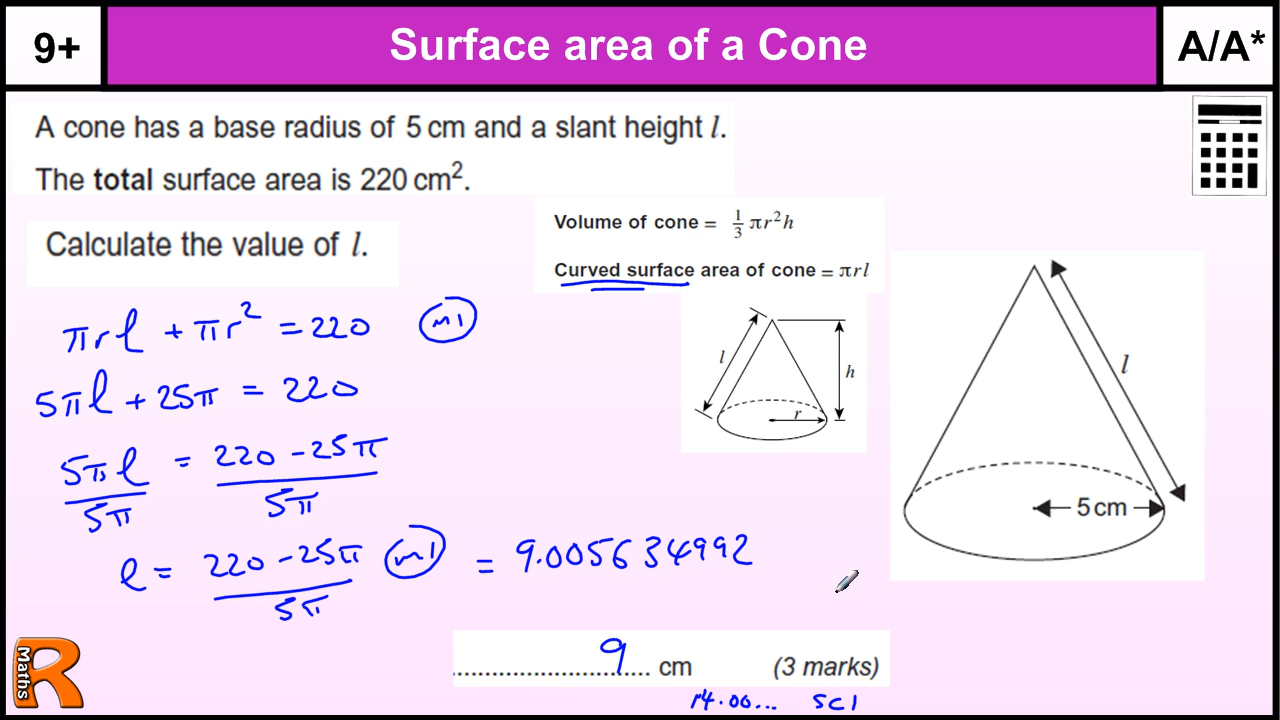 9+
Surface area of a Cone
A/A*
A cone has a base radius of 5 cm and a slant height l.
The total surface area is 220 cm².
Calculate the value of l.
Volume of cone = 1/3 πr²h
Curved surface area of cone = πrl
πrl + πr² = 220 M1
5πl + 25π = 220
5πl/5π = 220 - 25π/5π
l = 220 - 25π/5π M1 = 9.005634992
l
h
r
l
5 cm
9 cm (3 marks)
14.00... SC1
R
Maths